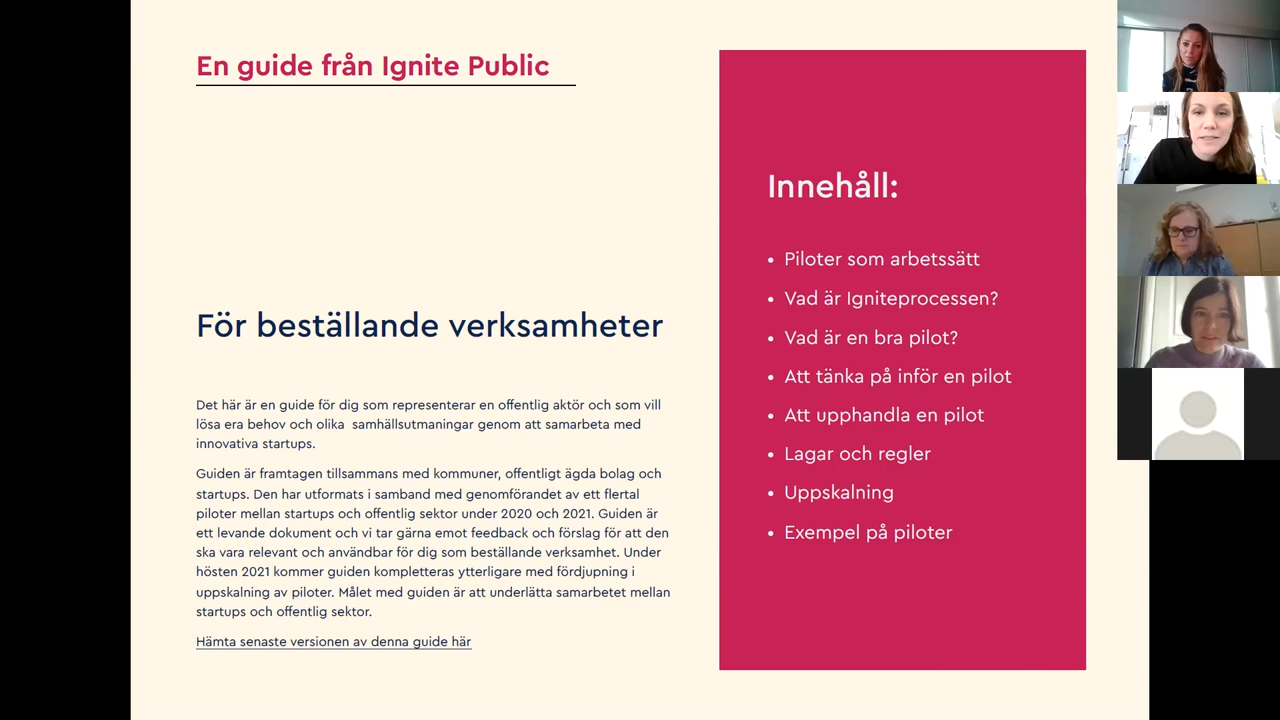 En guide från Ignite Public
För beställande verksamheter
Det här är en guide för dig som representerar en offentlig aktör och som vill
lösa era behov och olika samhällsutmaningar genom att samarbeta med
innovativa startups.
Guiden är framtagen tillsammans med kommuner, offentligt ägda bolag och
startups. Den har utformats i samband med genomförandet av ett flertal
piloter mellan startups och offentlig sektor under 2020 och 2021. Guiden är
ett levande dokument och vi tar gärna emot feedback och förslag för att den
ska vara relevant och användbar för dig som beställande verksamhet. Under
hösten 2021 kommer guiden kompletteras ytterligare med fördjupning i
uppskalning av piloter. Målet med guiden är att underlätta samarbetet mellan
startups och offentlig sektor.
Hämta senaste versionen av denna guide här
Innehåll:
• Piloter som arbetssätt
• Vad är Igniteprocessen?
• Vad är en bra pilot?
• Att tänka på inför en pilot
• Att upphandla en pilot
• Lagar och regler
• Uppskalning
• Exempel på piloter